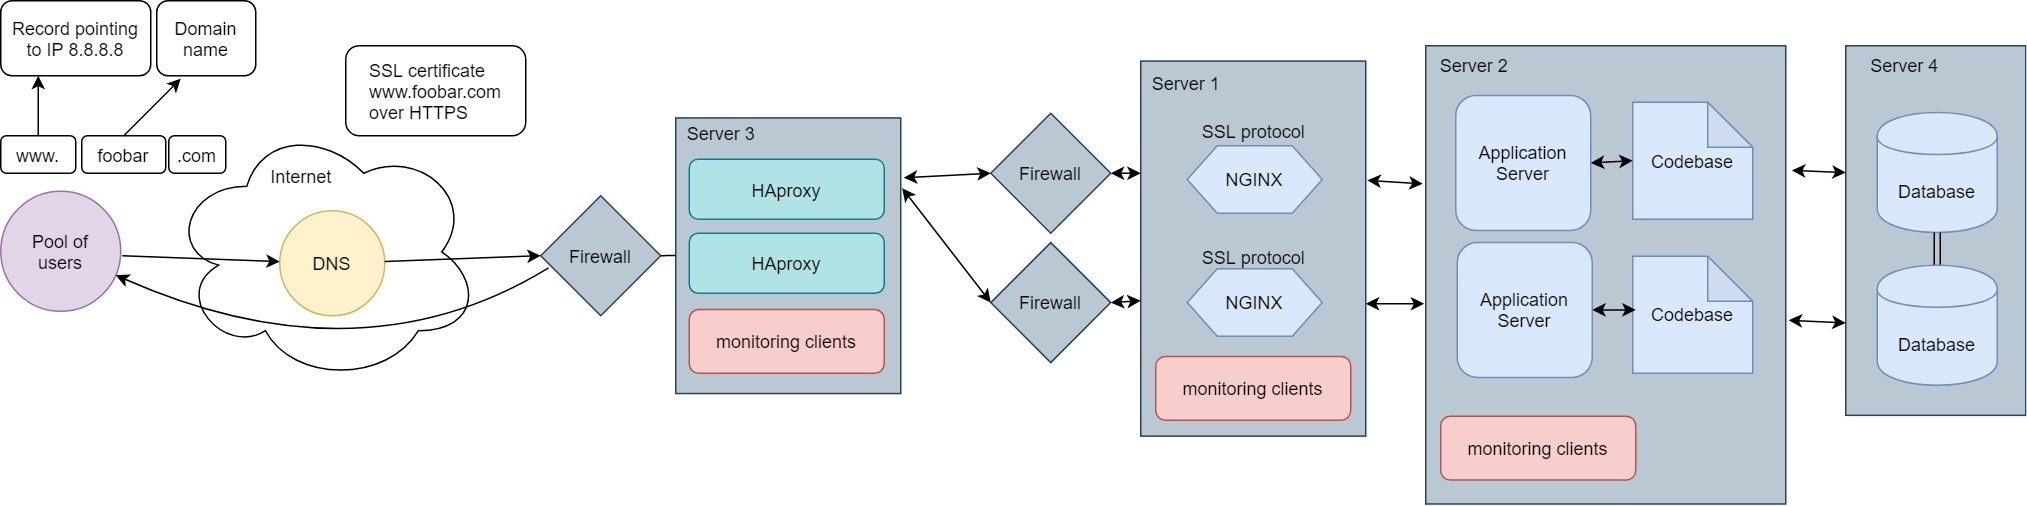 Record pointing
to IP 8.8.8.8
Domain
name
www.
foobar
.com
SSL certificate
www.foobar.com
over HTTPS
Pool of
users
Internet
DNS
Firewall
Server 3
HAproxy
HAproxy
monitoring clients
Firewall
Firewall
Server 1
SSL protocol
NGINX
SSL protocol
NGINX
monitoring clients
Server 2
Application
Server
Codebase
Application
Server
Codebase
monitoring clients
Server 4
Database
Database